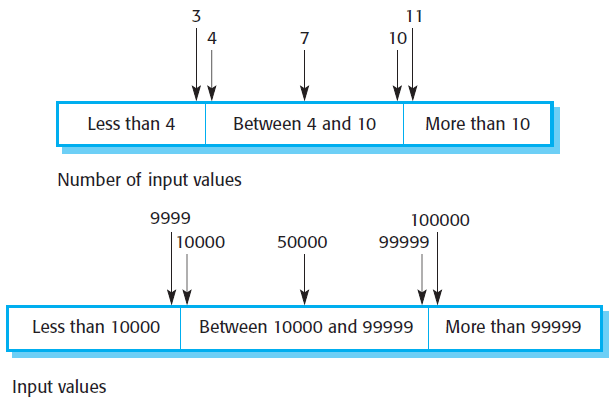 3 11
4 7 10
Less than 4 Between 4 and 10 More than 10
Number of input values
9999 100000
10000 50000 99999
Less than 10000 Between 10000 and 99999 More than 99999
Input values